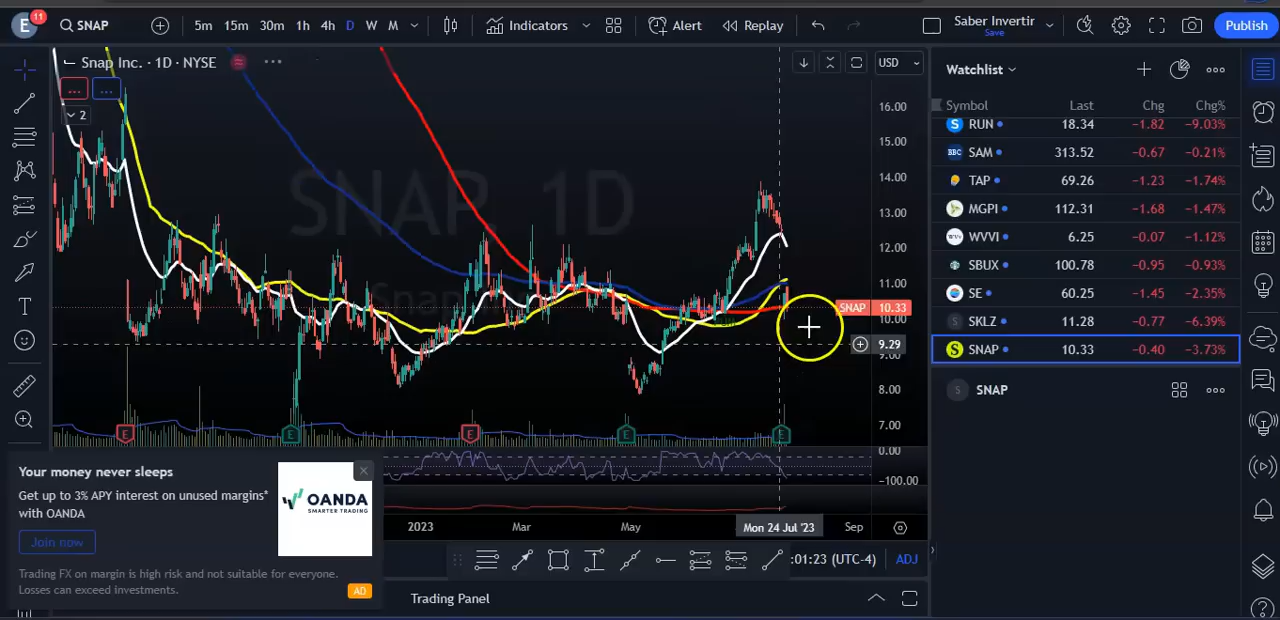 E 11 SNAP 5m 15m 30m 1h 4h D W M Indicators Alert Replay Saber Invertir Publish
Save
Snap Inc. · 1D · NYSE USD
... ...
2
Watchlist
Symbol Last Chg Chg%
RUN 18.34 −1.82 −9.03%
SAM 313.52 −0.67 −0.21%
TAP 69.26 −1.23 −1.74%
MGPI 112.31 −1.68 −1.47%
WVVI 6.25 −0.07 −1.12%
SBUX 100.78 −0.95 −0.93%
SE 60.25 −1.45 −2.35%
SKLZ 11.28 −0.77 −6.39%
SNAP 10.33 −0.40 −3.73%
S SNAP
SNAP, 1D
Snap
16.00
15.00
14.00
13.00
12.00
11.00
SNAP 10.33
10.00
9.29
9.00
8.00
7.00
E E E E E
0.00
−100.00
2023 Mar May Mon 24 Jul '23 Sep
:01:23 (UTC-4) ADJ
Trading Panel
Your money never sleeps
Get up to 3% APY interest on unused margins*
with OANDA
Join now
OANDA
SMARTER TRADING
Trading FX on margin is high risk and not suitable for everyone.
Losses can exceed investments.
AD